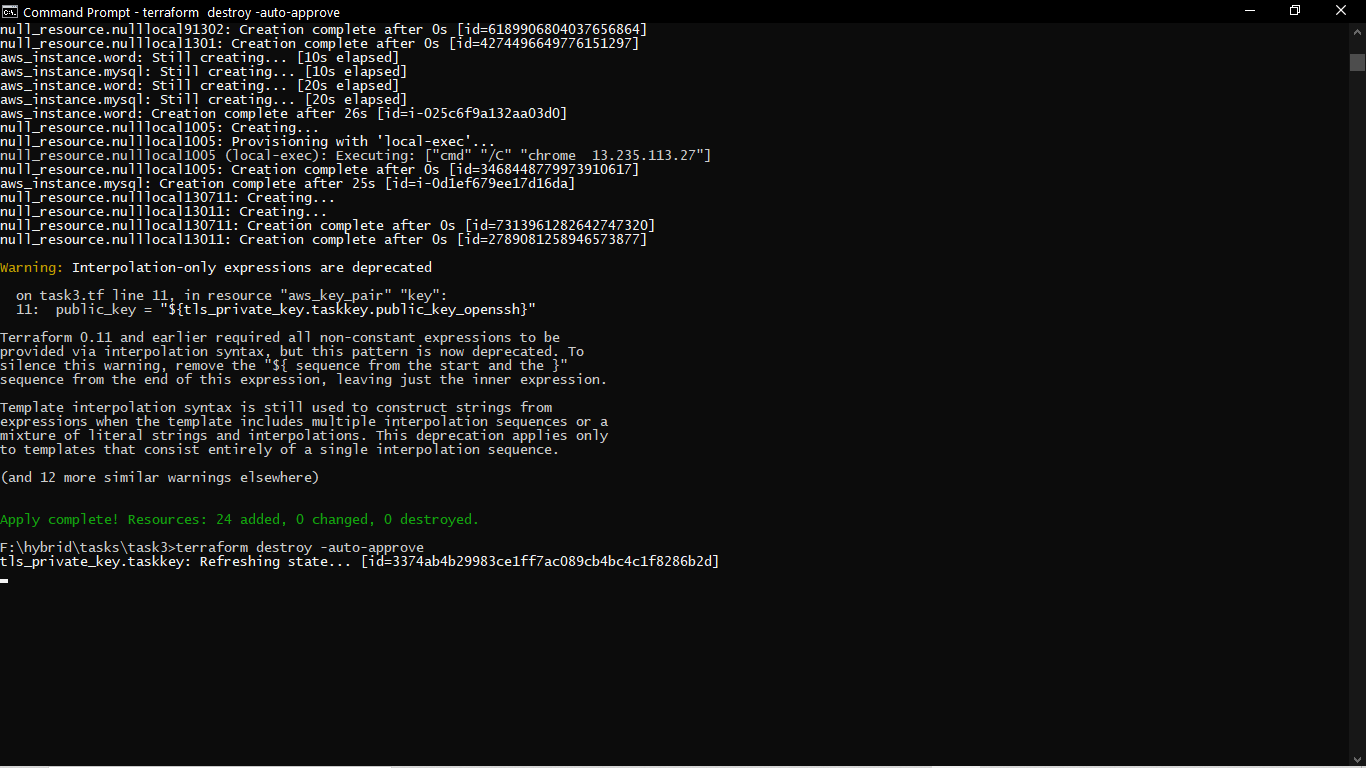 Command Prompt - terraform  destroy -auto-approve
null_resource.nulllocal91302: Creation complete after 0s [id=6189906804037656864]
null_resource.nulllocal1301: Creation complete after 0s [id=4274496649776151297]
aws_instance.word: Still creating... [10s elapsed]
aws_instance.mysql: Still creating... [10s elapsed]
aws_instance.word: Still creating... [20s elapsed]
aws_instance.mysql: Still creating... [20s elapsed]
aws_instance.word: Creation complete after 26s [id=i-025c6f9a132aa03d0]
null_resource.nulllocal1005: Creating...
null_resource.nulllocal1005: Provisioning with 'local-exec'...
null_resource.nulllocal1005 (local-exec): Executing: ["cmd" "/C" "chrome  13.235.113.27"]
null_resource.nulllocal1005: Creation complete after 0s [id=3468448779973910617]
aws_instance.mysql: Creation complete after 25s [id=i-0d1ef679ee17d16da]
null_resource.nulllocal130711: Creating...
null_resource.nulllocal13011: Creating...
null_resource.nulllocal130711: Creation complete after 0s [id=7313961282642747320]
null_resource.nulllocal13011: Creation complete after 0s [id=2789081258946573877]
Warning: Interpolation-only expressions are deprecated
  on task3.tf line 11, in resource "aws_key_pair" "key":
  11:  public_key = "${tls_private_key.taskkey.public_key_openssh}"
Terraform 0.11 and earlier required all non-constant expressions to be
provided via interpolation syntax, but this pattern is now deprecated. To
silence this warning, remove the "${ sequence from the start and the }"
sequence from the end of this expression, leaving just the inner expression.
Template interpolation syntax is still used to construct strings from
expressions when the template includes multiple interpolation sequences or a
mixture of literal strings and interpolations. This deprecation applies only
to templates that consist entirely of a single interpolation sequence.
(and 12 more similar warnings elsewhere)
Apply complete! Resources: 24 added, 0 changed, 0 destroyed.
F:\hybrid\tasks\task3>terraform destroy -auto-approve
tls_private_key.taskkey: Refreshing state... [id=3374ab4b29983ce1ff7ac089cb4bc4c1f8286b2d]